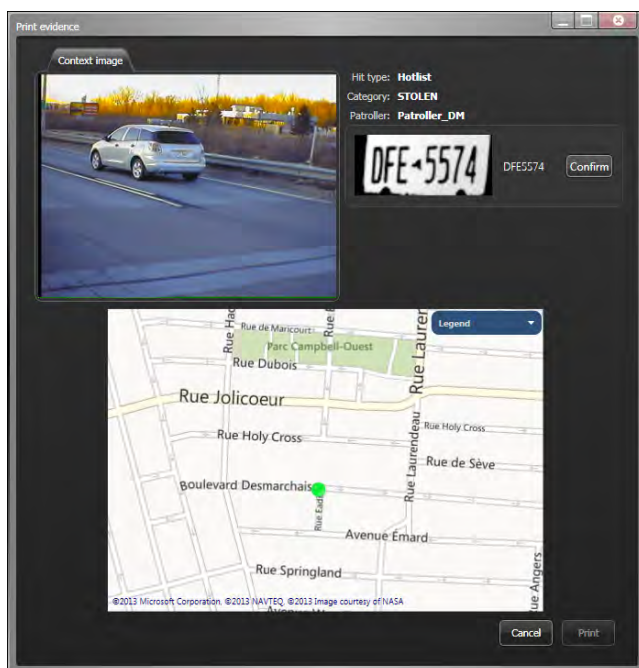 Print evidence
Context image
Hit type: Hotlist
Category: STOLEN
Patroller: Patroller_DM
DFE 5574
DFE5574
Confirm
Legend
Rue de Maricourt
Parc Campbell-Ouest
Rue Dubois
Rue Jolicoeur
Rue Holy Cross
Rue Holy Cross
Rue Laurendeau
Rue de Sève
Boulevard Desmarchais
Avenue Émard
Rue Springland
©2013 Microsoft Corporation, ©2013 NAVTEQ, ©2013 Image courtesy of NASA
Cancel
Print